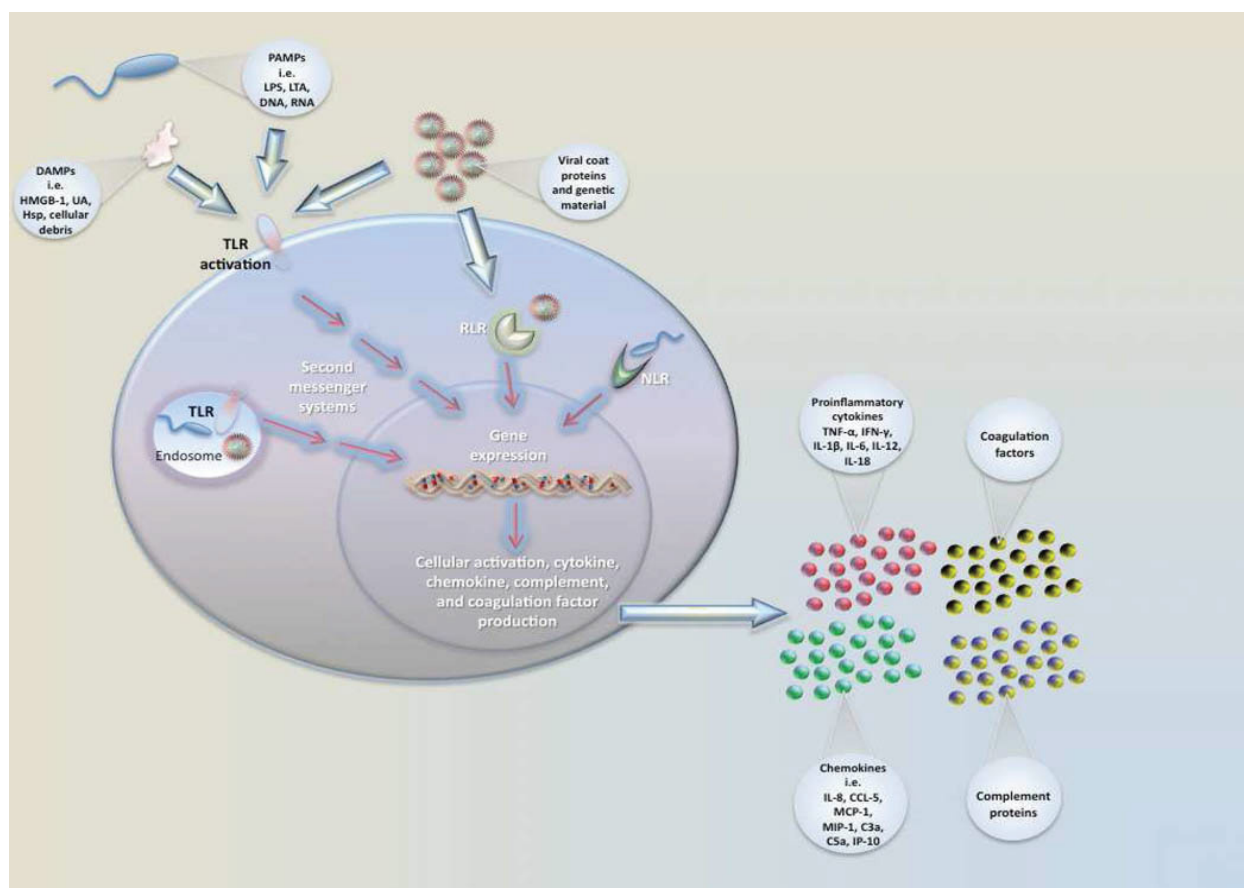 PAMPs
i.e.
LPS, LTA,
DNA, RNA
DAMPs
i.e.
HMGB-1, UA,
Hsp, cellular
debris
Viral coat
proteins
and genetic
material
TLR
activation
RLR
NLR
Second
messenger
systems
TLR
Endosome
Gene
expression
Cellular activation, cytokine,
chemokine, complement,
and coagulation factor
production
Proinflammatory
cytokines
TNF-α, IFN-γ,
IL-1β, IL-6, IL-12,
IL-18
Coagulation
factors
Chemokines
i.e.
IL-8, CCL-5,
MCP-1,
MIP-1, C3a,
C5a, IP-10
Complement
proteins